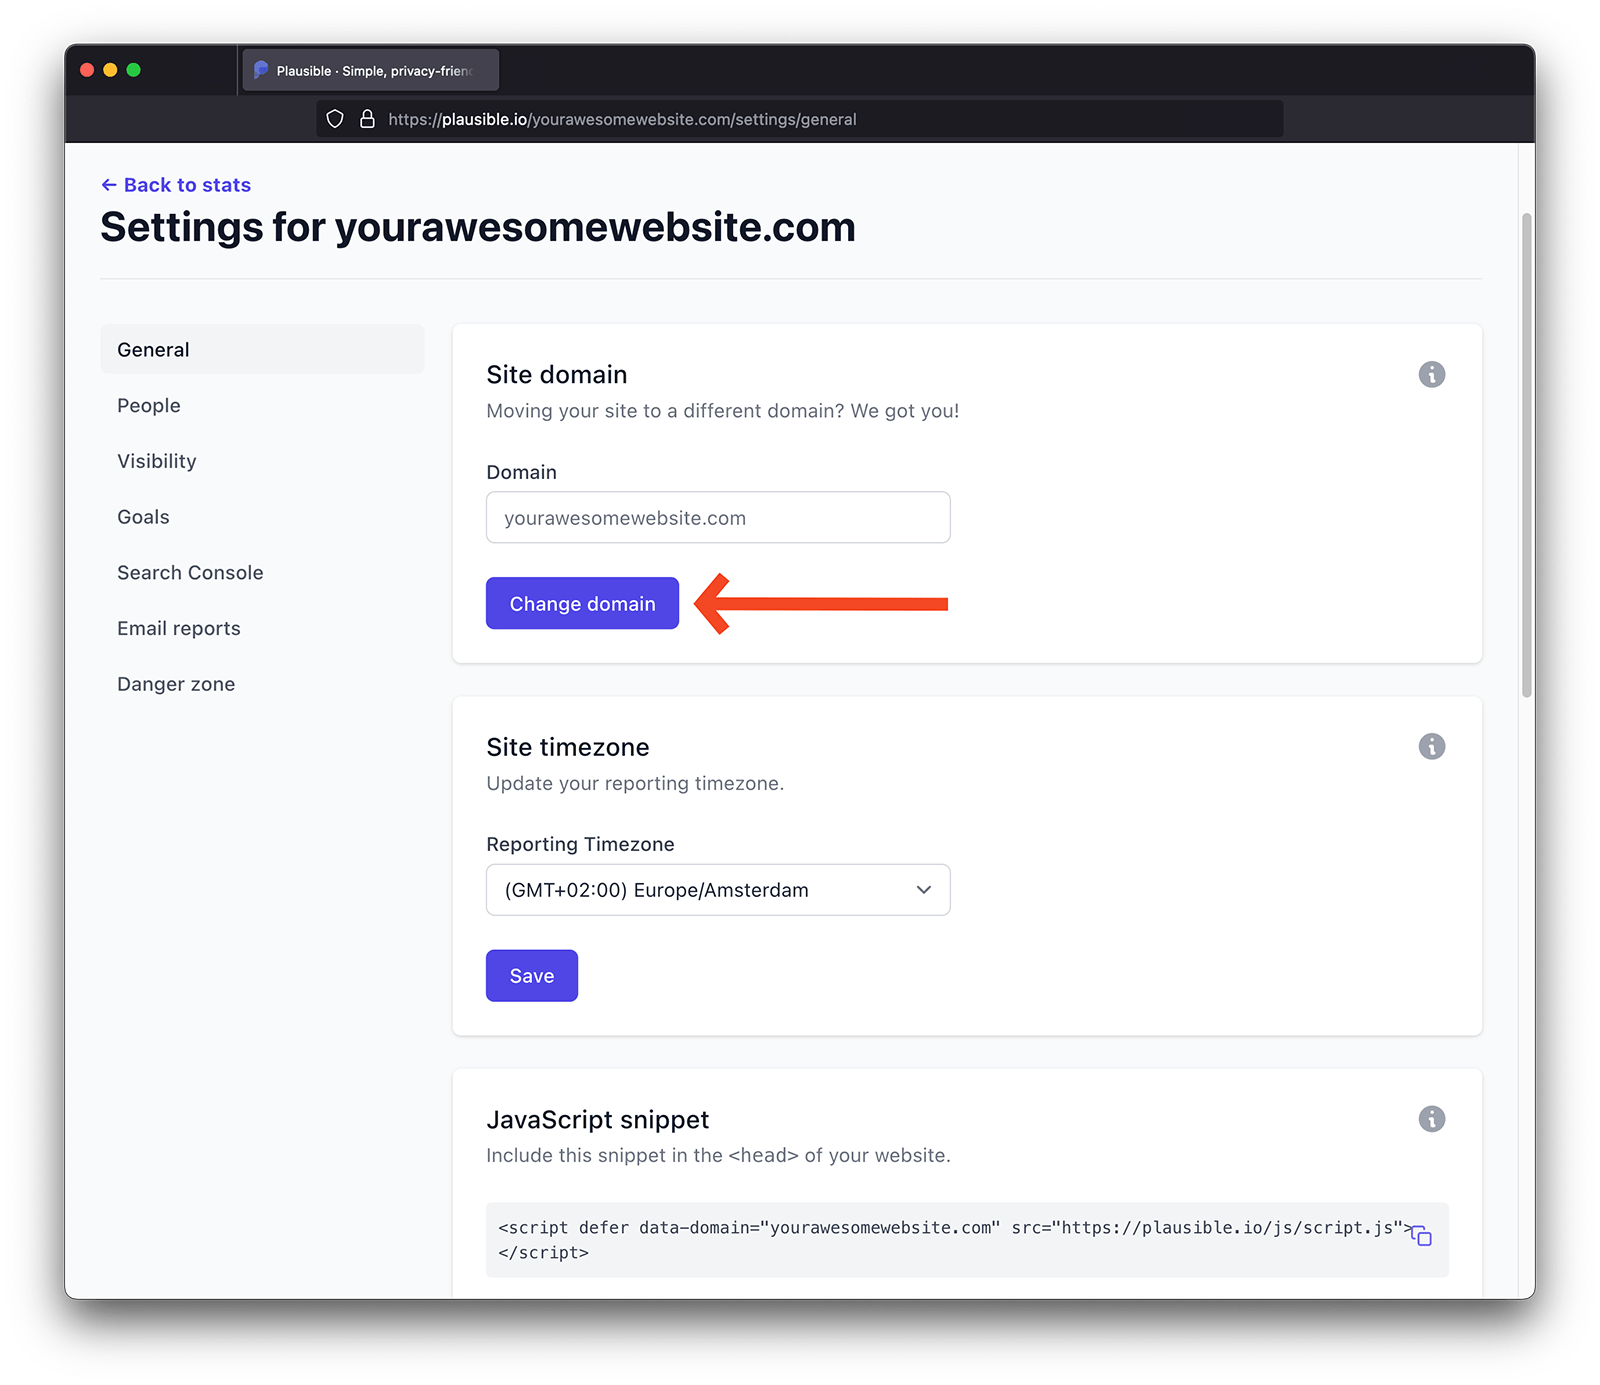 Plausible · Simple, privacy-frien
https://plausible.io/yourawesomewebsite.com/settings/general
← Back to stats
Settings for yourawesomewebsite.com
General
People
Visibility
Goals
Search Console
Email reports
Danger zone
Site domain
Moving your site to a different domain? We got you!
Domain
yourawesomewebsite.com
Change domain
Site timezone
Update your reporting timezone.
Reporting Timezone
(GMT+02:00) Europe/Amsterdam
Save
JavaScript snippet
Include this snippet in the <head> of your website.
<script defer data-domain="yourawesomewebsite.com" src="https://plausible.io/js/script.js">
</script>